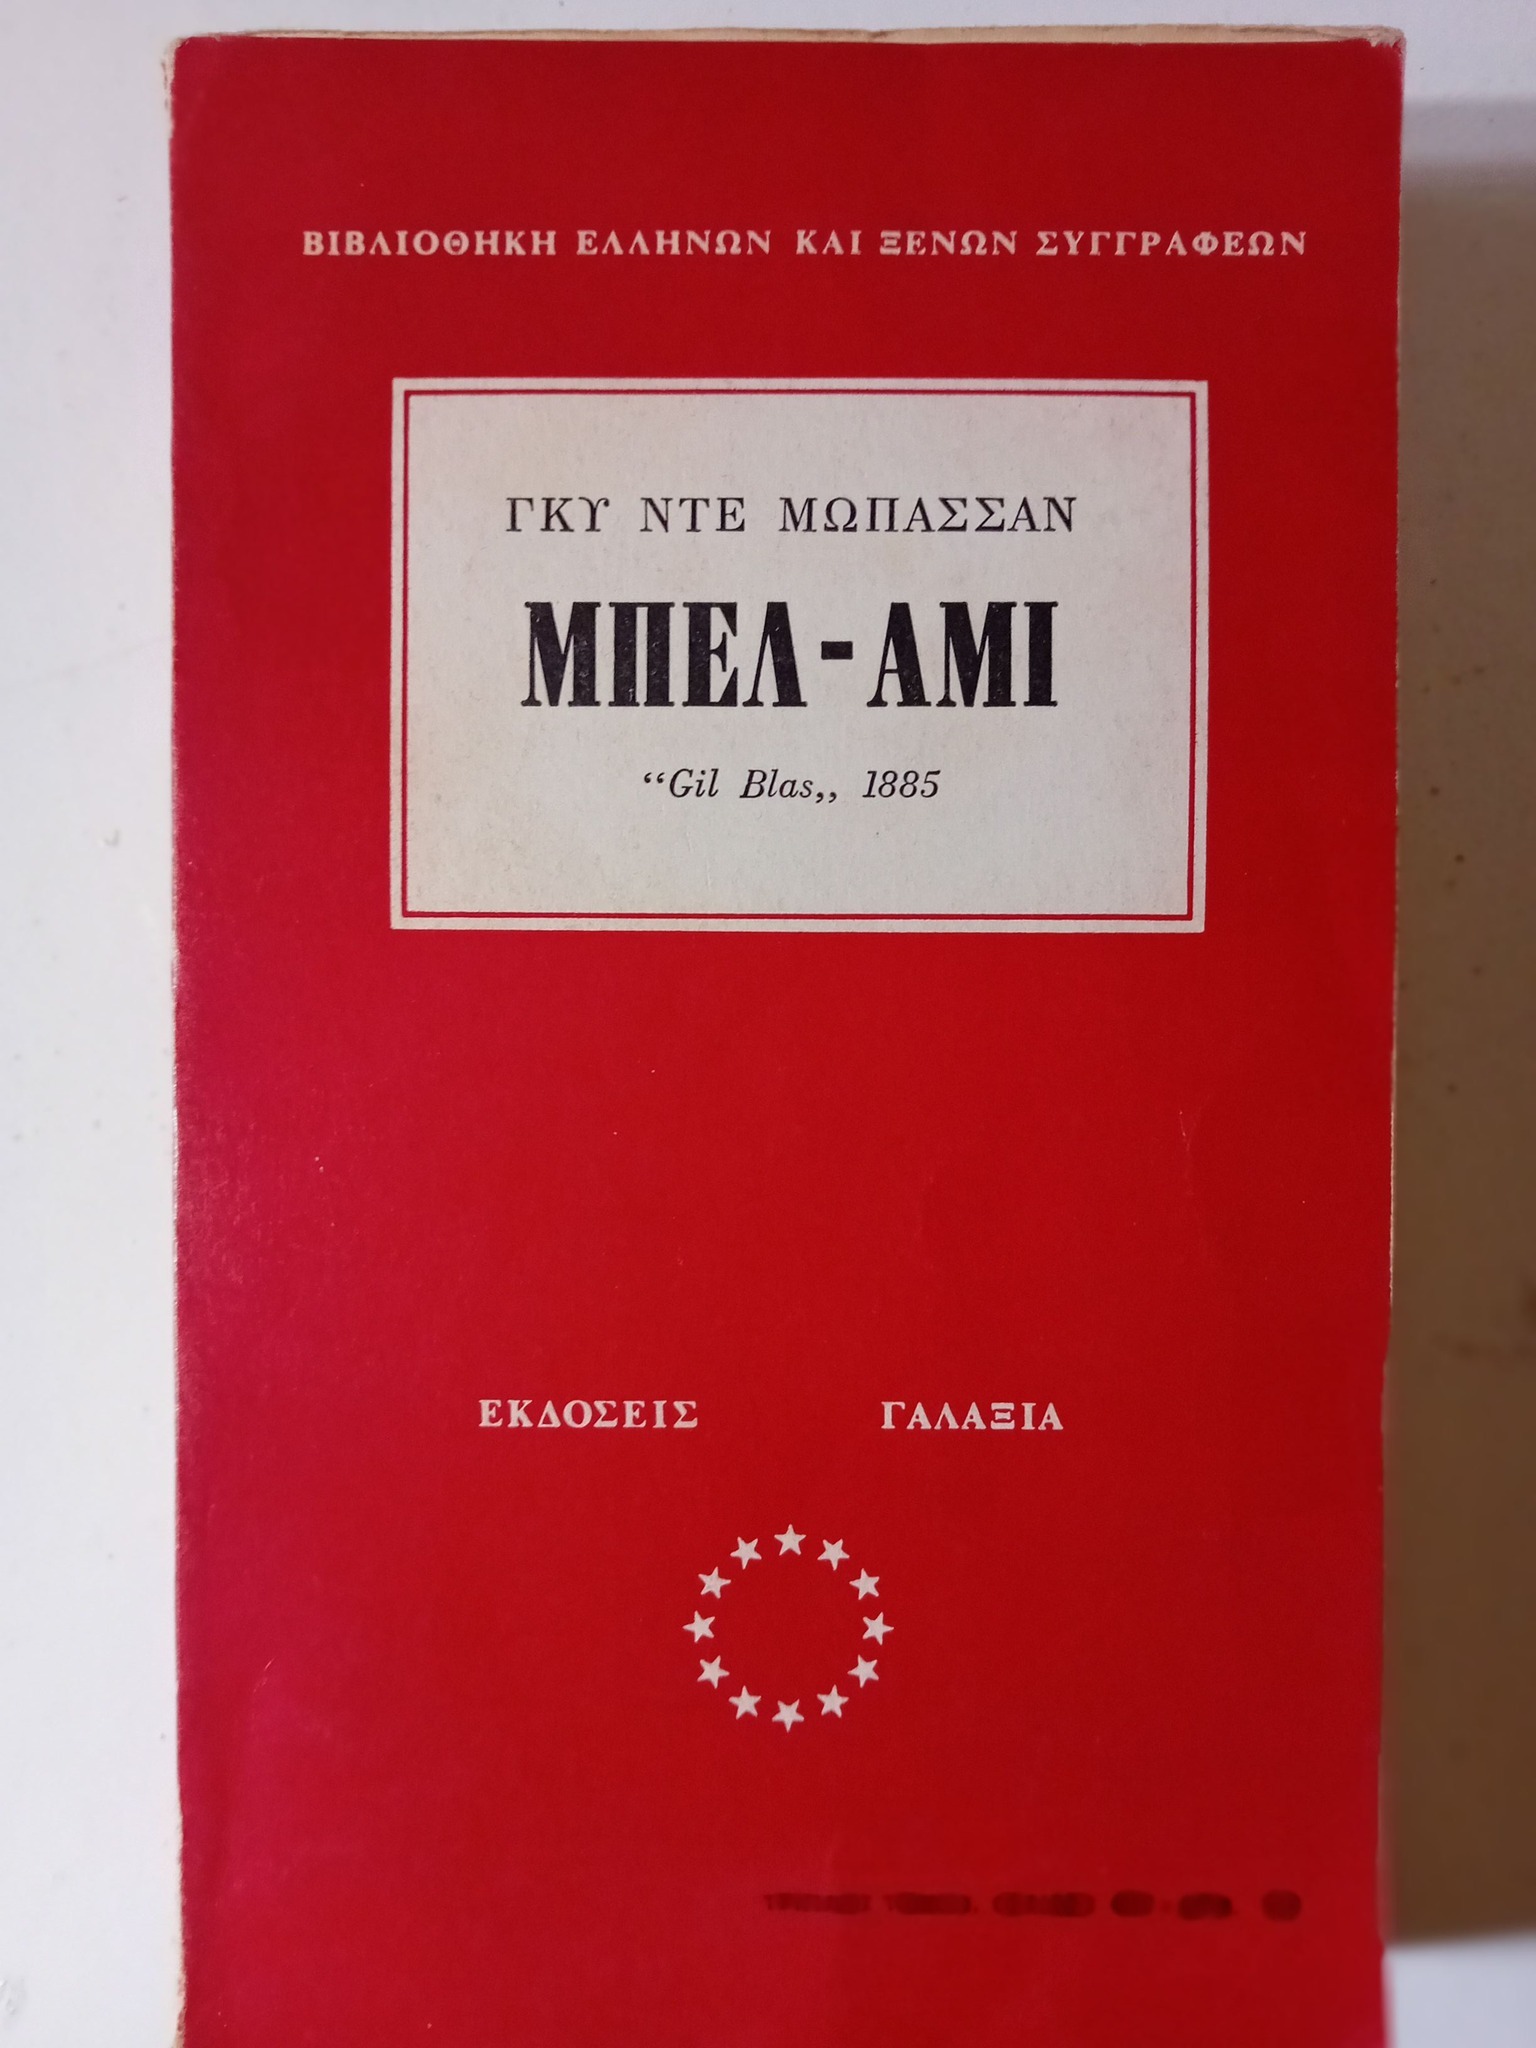 ΒΙΒΛΙΟΘΗΚΗ ΕΛΛΗΝΩΝ ΚΑΙ ΞΕΝΩΝ ΣΥΓΓΡΑΦΕΩΝ
ΓΚΥ ΝΤΕ ΜΩΠΑΣΣΑΝ
ΜΠΕΛ-ΑΜΙ
“Gil Blas„ 1885
ΕΚΔΟΣΕΙΣ ΓΑΛΑΞΙΑ